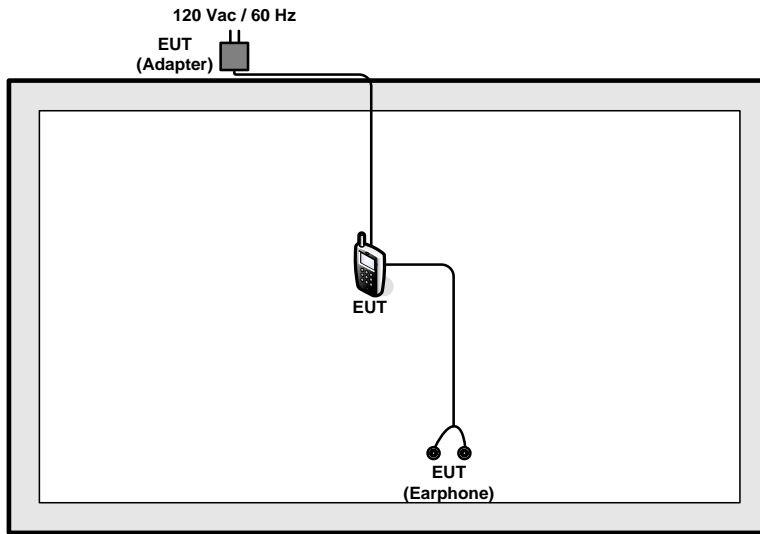 120 Vac / 60 Hz
EUT
(Adapter)
EUT
EUT
(Earphone)